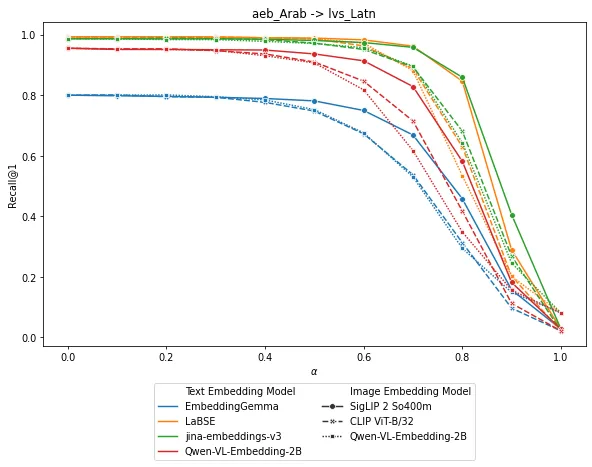 aeb_Arab -> lvs_Latn
Recall@1
1.0
0.8
0.6
0.4
0.2
0.0
0.0 0.2 0.4 0.6 0.8 1.0
α
Text Embedding Model
EmbeddingGemma
LaBSE
jina-embeddings-v3
Qwen-VL-Embedding-2B
Image Embedding Model
SigLIP 2 So400m
CLIP ViT-B/32
Qwen-VL-Embedding-2B